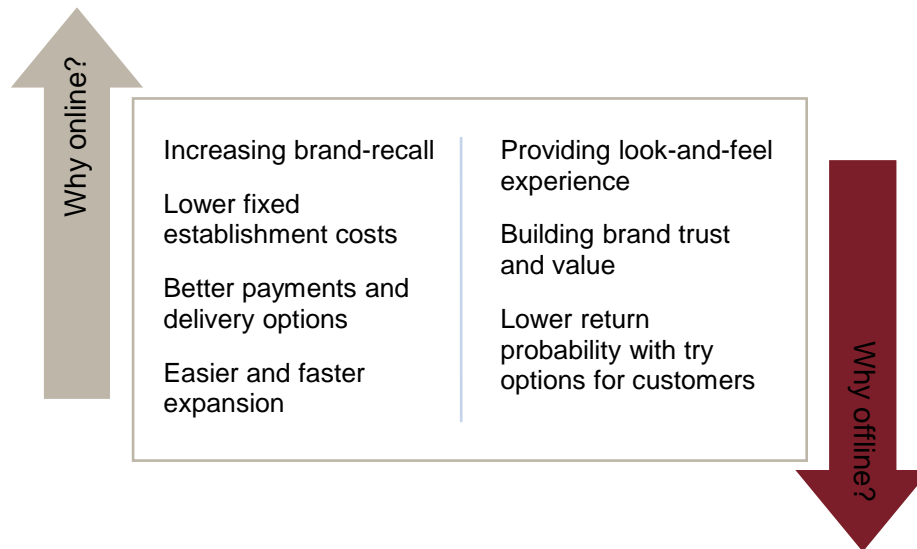 Why online?
Increasing brand-recall
Lower fixed
establishment costs
Better payments and
delivery options
Easier and faster
expansion
Providing look-and-feel
experience
Building brand trust
and value
Lower return
probability with try
options for customers
Why offline?